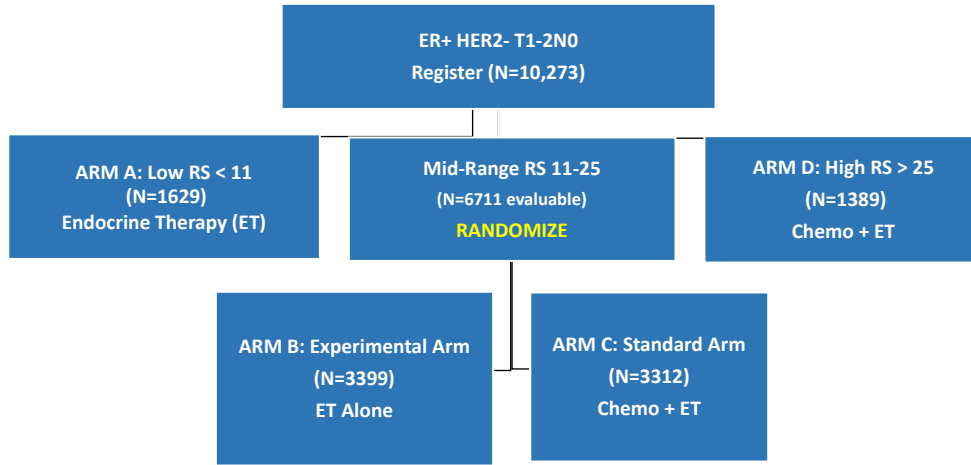 ER+ HER2- T1-2N0
Register (N=10,273)
ARM A: Low RS < 11
(N=1629)
Endocrine Therapy (ET)
Mid-Range RS 11-25
(N=6711 evaluable)
RANDOMIZE
ARM D: High RS > 25
(N=1389)
Chemo + ET
ARM B: Experimental Arm
(N=3399)
ET Alone
ARM C: Standard Arm
(N=3312)
Chemo + ET